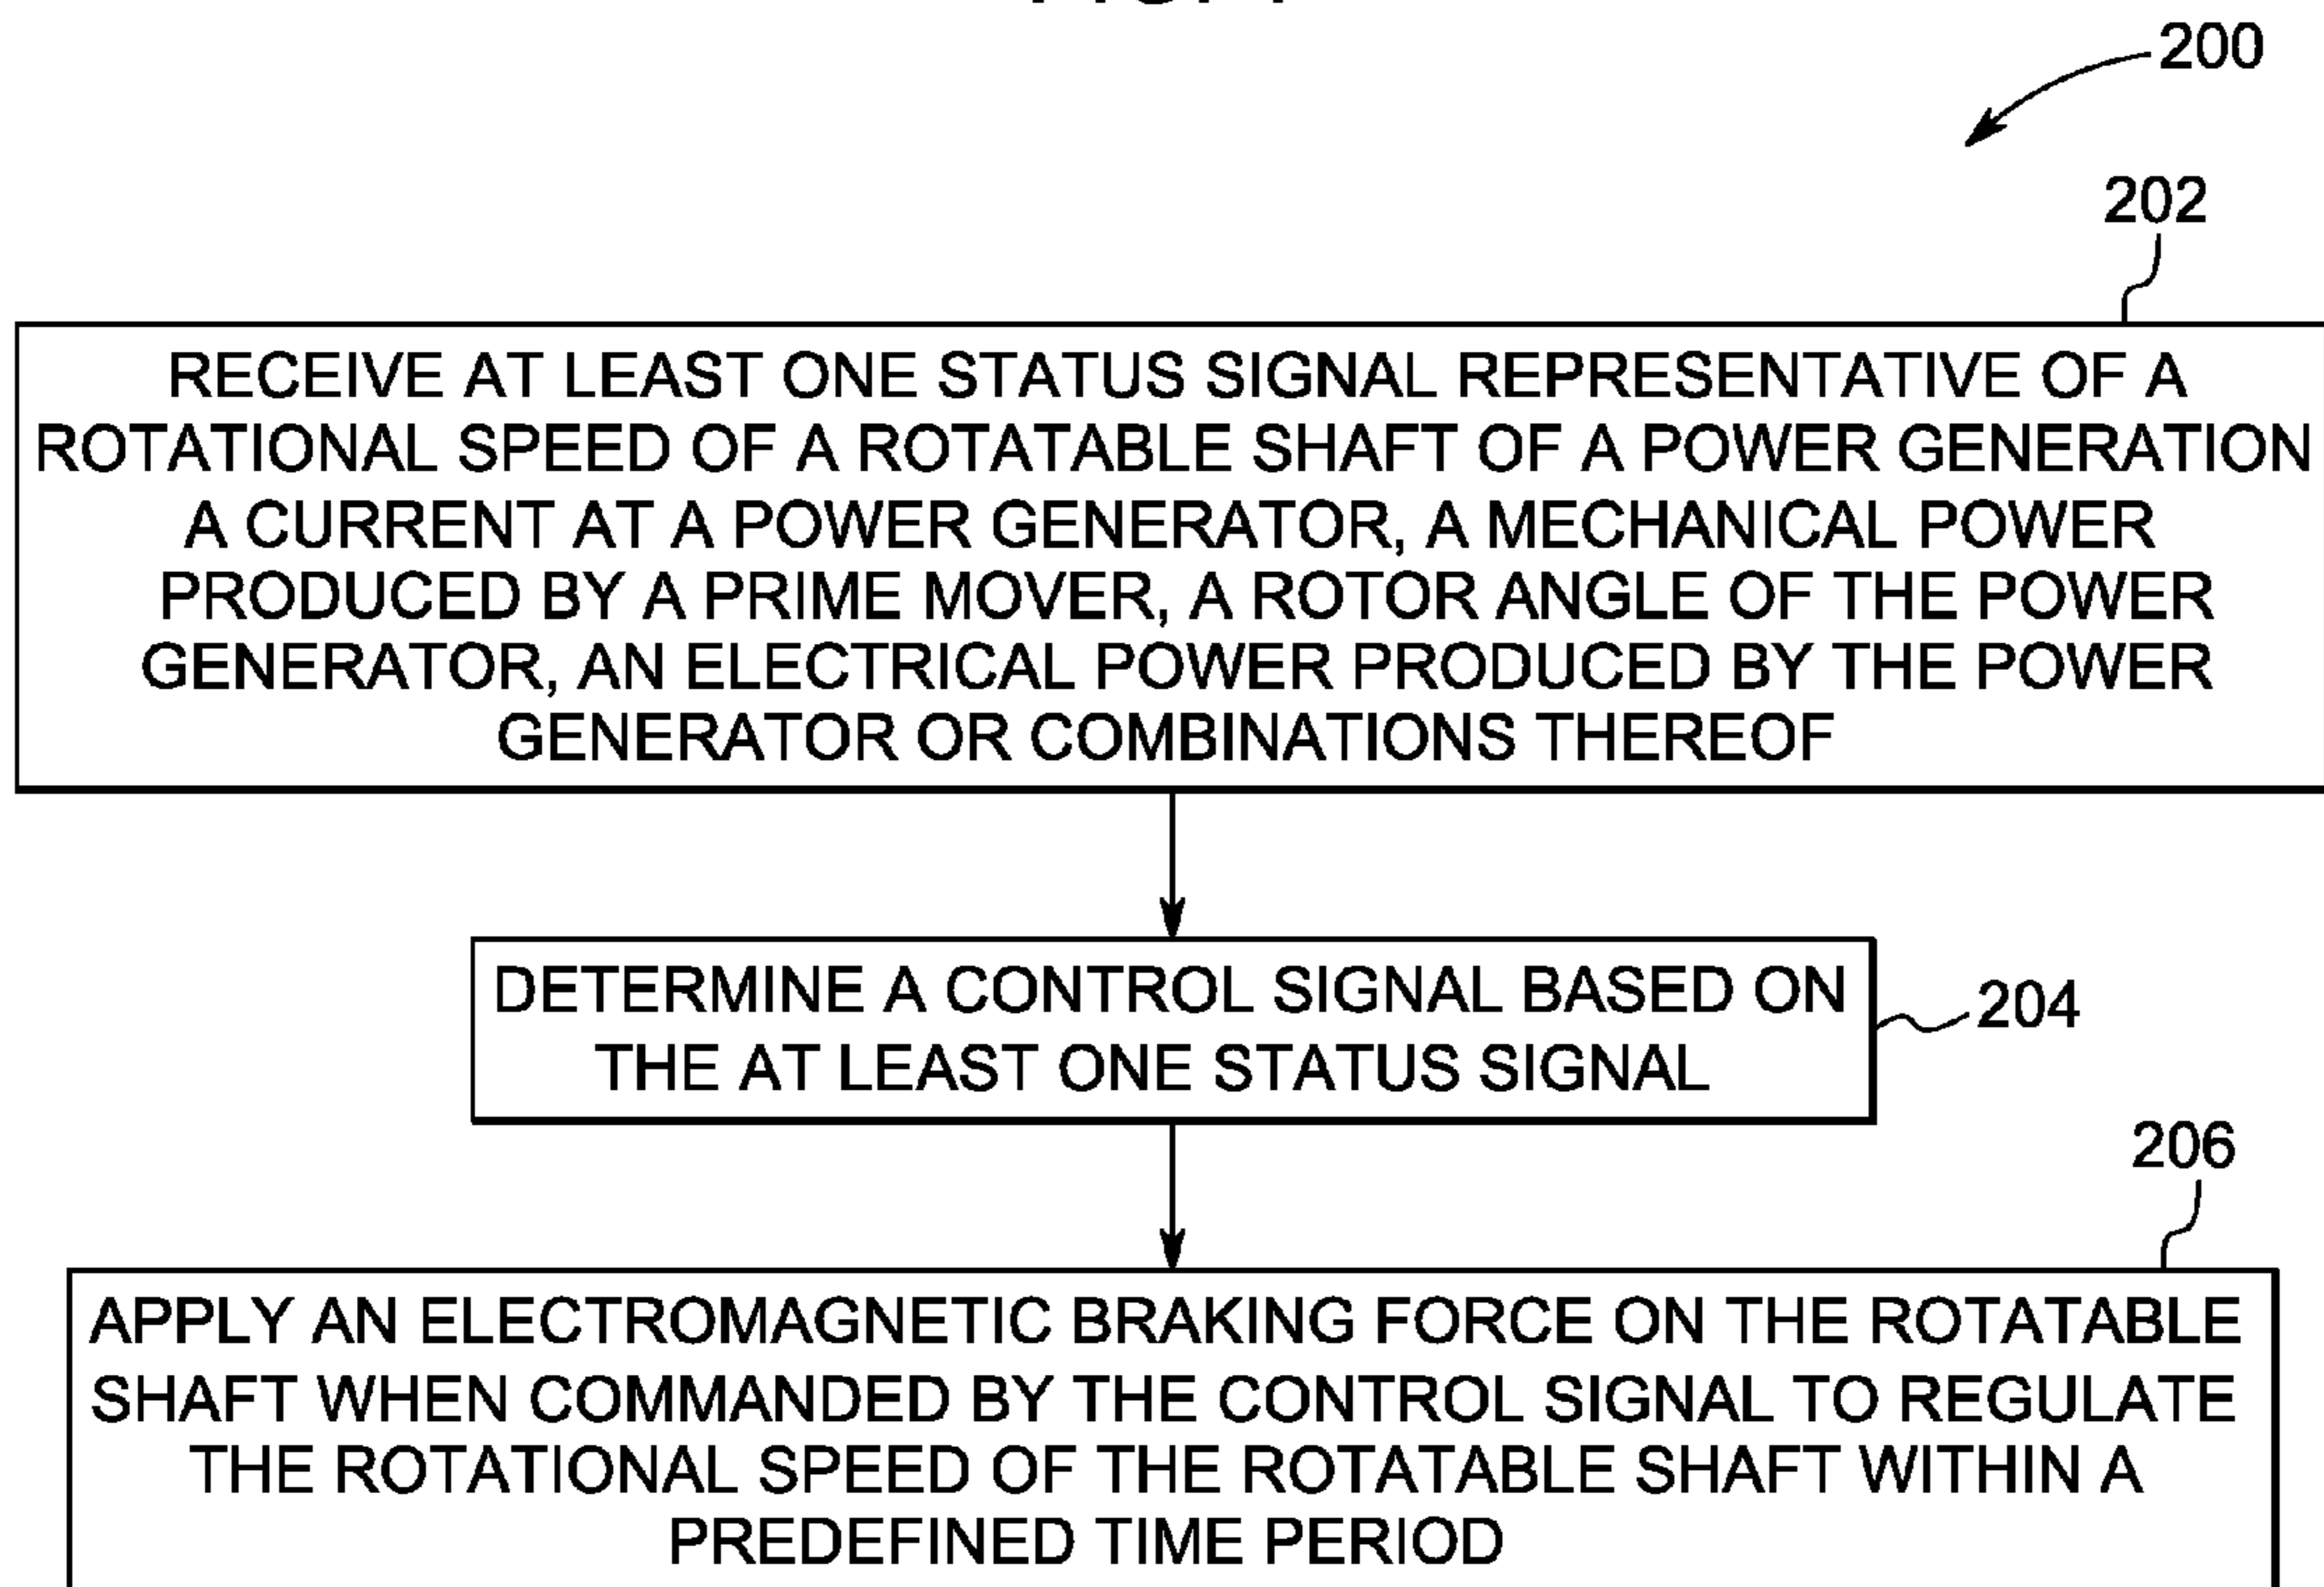 200
202
RECEIVE AT LEAST ONE STATUS SIGNAL REPRESENTATIVE OF A
ROTATIONAL SPEED OF A ROTATABLE SHAFT OF A POWER GENERATION
A CURRENT AT A POWER GENERATOR, A MECHANICAL POWER
PRODUCED BY A PRIME MOVER, A ROTOR ANGLE OF THE POWER
GENERATOR, AN ELECTRICAL POWER PRODUCED BY THE POWER
GENERATOR OR COMBINATIONS THEREOF
DETERMINE A CONTROL SIGNAL BASED ON
THE AT LEAST ONE STATUS SIGNAL
204
206
APPLY AN ELECTROMAGNETIC BRAKING FORCE ON THE ROTATABLE
SHAFT WHEN COMMANDED BY THE CONTROL SIGNAL TO REGULATE
THE ROTATIONAL SPEED OF THE ROTATABLE SHAFT WITHIN A
PREDEFINED TIME PERIOD